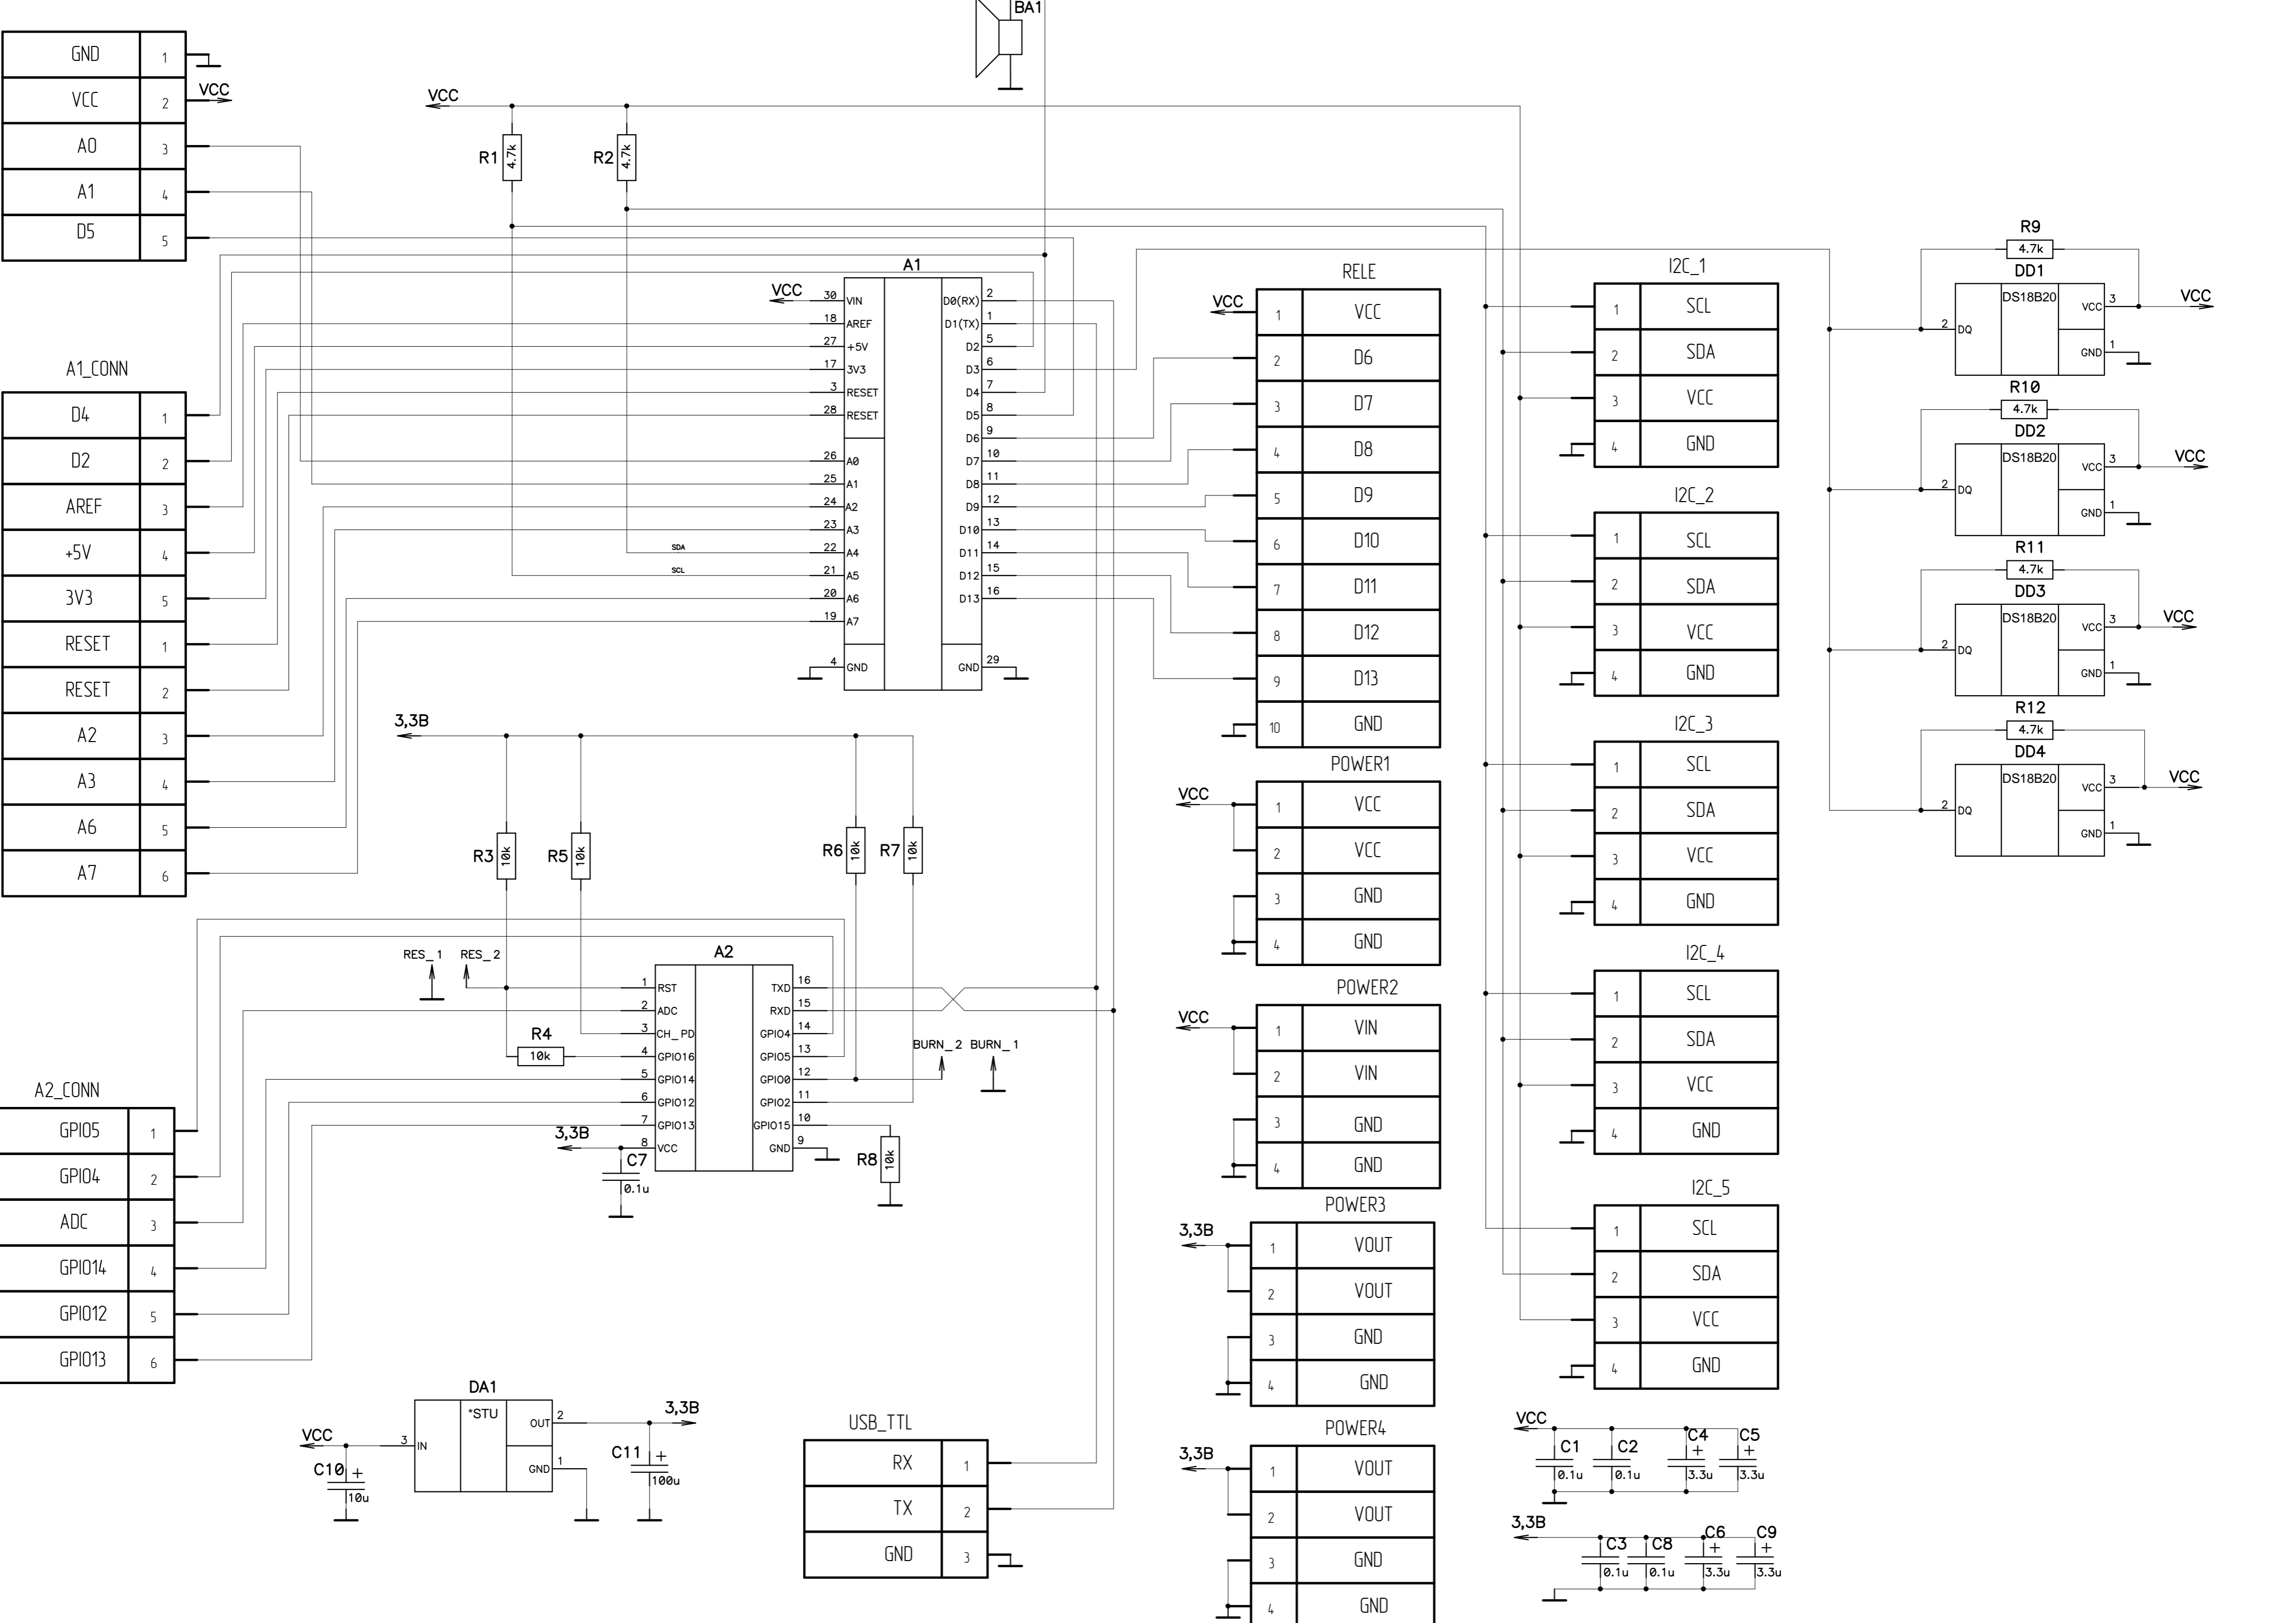 BA1
GND 1
VCC 2 VCC
A0 3
A1 4
D5 5
A1_CONN
D4 1
D2 2
AREF 3
+5V 4
3V3 5
RESET 1
RESET 2
A2 3
A3 4
A6 5
A7 6
A2_CONN
GPIO5 1
GPIO4 2
ADC 3
GPIO14 4
GPIO12 5
GPIO13 6
VCC
R1 4.7k
R2 4.7k
A1
VCC 30 VIN
18 AREF
27 +5V
17 3V3
3 RESET
28 RESET
26 A0
25 A1
24 A2
23 A3
SDA 22 A4
SCL 21 A5
20 A6
19 A7
4 GND
D0(RX) 2
D1(TX) 1
D2 5
D3 6
D4 7
D5 8
D6 9
D7 10
D8 11
D9 12
D10 13
D11 14
D12 15
D13 16
GND 29
3,3В
R3 10k
R5 10k
R6 10k
R7 10k
RES_1 RES_2
A2
1 RST
2 ADC
3 CH_PD
R4 10k
4 GPIO16
5 GPIO14
6 GPIO12
7 GPIO13
3,3В 8 VCC
C7 0.1u
TXD 16
RXD 15
GPIO4 14
GPIO5 13
GPIO0 12
GPIO2 11
GPIO15 10
GND 9
BURN_2 BURN_1
R8 10k
DA1
*STU
VCC 3 IN
OUT 2 3,3В
GND 1
C10 + 10u
C11 + 100u
USB_TTL
RX 1
TX 2
GND 3
RELE
VCC 1 VCC
2 D6
3 D7
4 D8
5 D9
6 D10
7 D11
8 D12
9 D13
10 GND
POWER1
VCC 1 VCC
2 VCC
3 GND
4 GND
POWER2
VCC 1 VIN
2 VIN
3 GND
4 GND
POWER3
3,3В 1 VOUT
2 VOUT
3 GND
4 GND
POWER4
3,3В 1 VOUT
2 VOUT
3 GND
4 GND
I2C_1
1 SCL
2 SDA
3 VCC
4 GND
I2C_2
1 SCL
2 SDA
3 VCC
4 GND
I2C_3
1 SCL
2 SDA
3 VCC
4 GND
I2C_4
1 SCL
2 SDA
3 VCC
4 GND
I2C_5
1 SCL
2 SDA
3 VCC
4 GND
VCC
C1 C2 C4 C5
+ +
0.1u 0.1u 3.3u 3.3u
3,3В
C3 C8 C6 C9
+ +
0.1u 0.1u 3.3u 3.3u
R9
4.7k
DD1
DS18B20
2 DQ VCC 3 VCC
GND 1
R10
4.7k
DD2
DS18B20
2 DQ VCC 3 VCC
GND 1
R11
4.7k
DD3
DS18B20
2 DQ VCC 3 VCC
GND 1
R12
4.7k
DD4
DS18B20
2 DQ VCC 3 VCC
GND 1